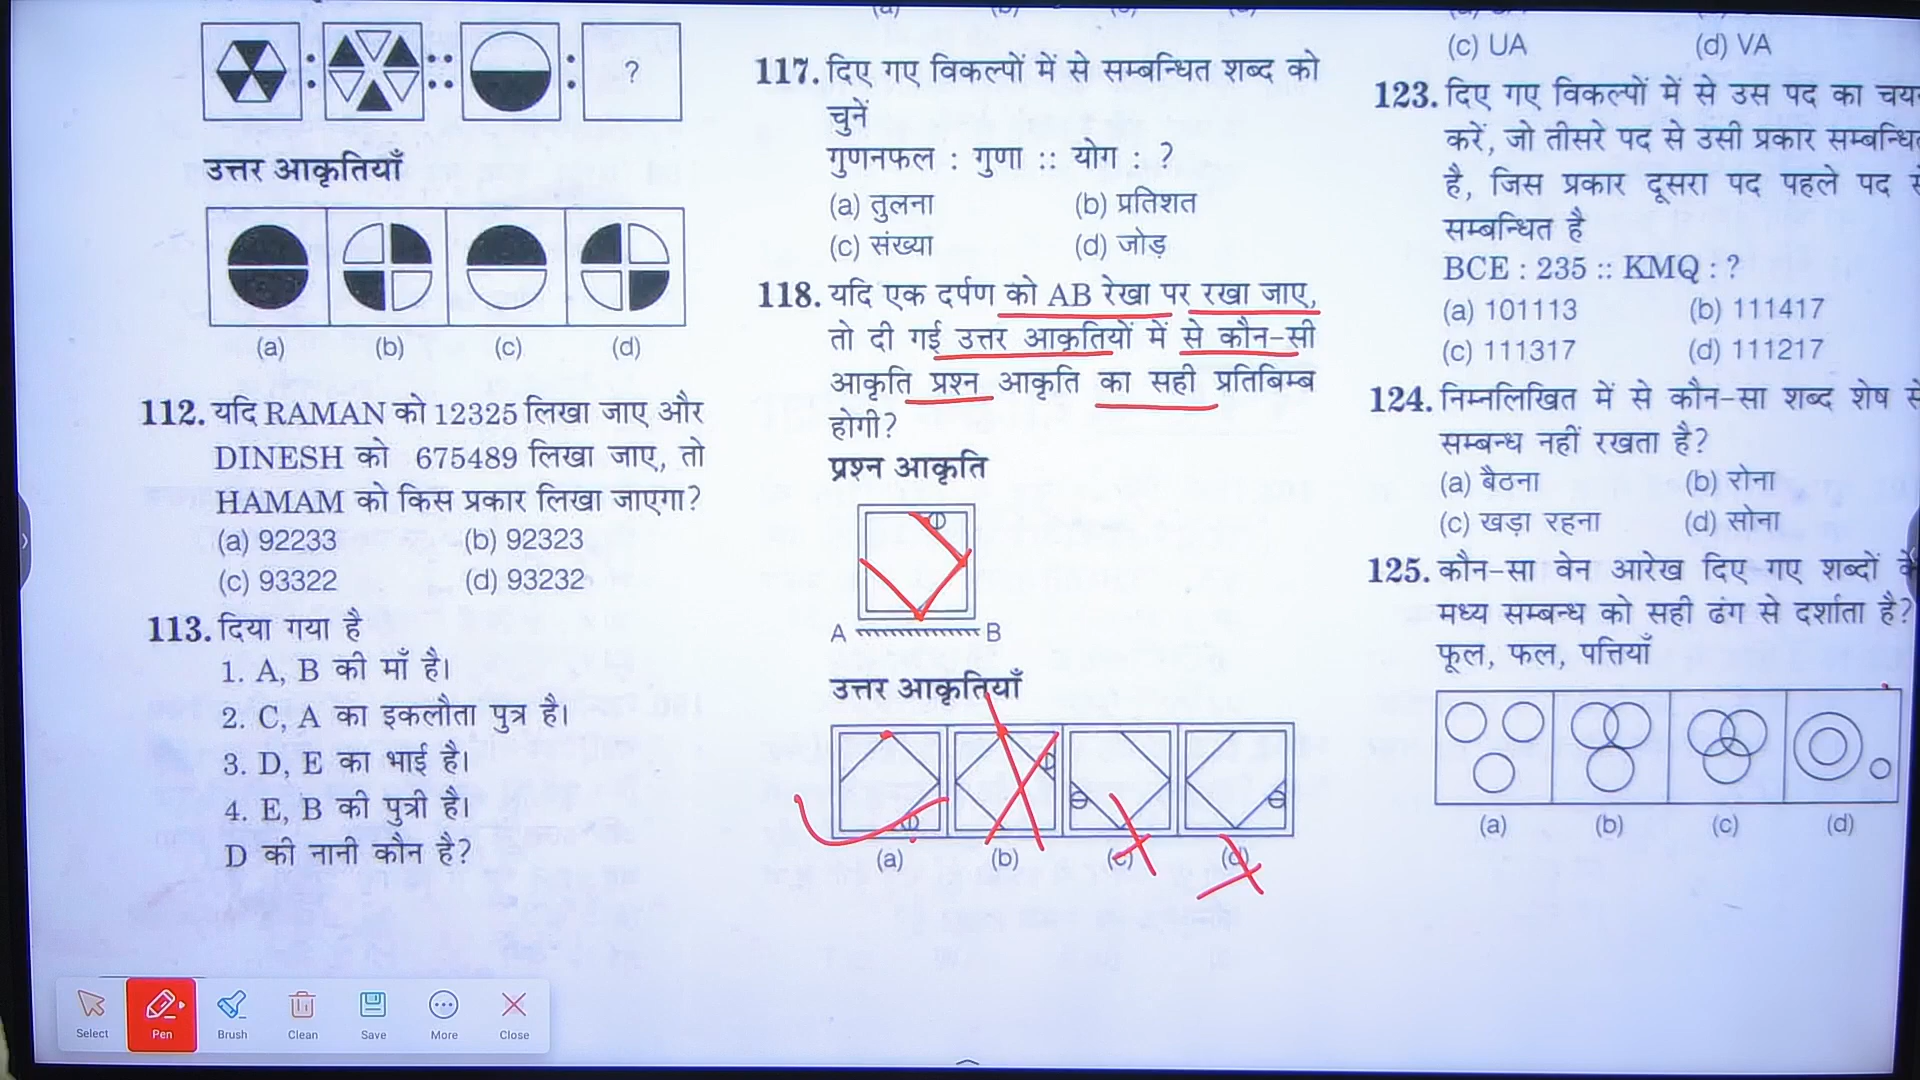 ?
उत्तर आकृतियाँ
(a) (b) (c) (d)
112. यदि RAMAN को 12325 लिखा जाए और
DINESH को 675489 लिखा जाए, तो
HAMAM को किस प्रकार लिखा जाएगा?
(a) 92233 (b) 92323
(c) 93322 (d) 93232
113. दिया गया है
1. A, B की माँ है।
2. C, A का इकलौता पुत्र है।
3. D, E का भाई है।
4. E, B की पुत्री है।
D की नानी कौन है?
117. दिए गए विकल्पों में से सम्बन्धित शब्द को
चुनें
गुणनफल : गुणा :: योग : ?
(a) तुलना (b) प्रतिशत
(c) संख्या (d) जोड़
118. यदि एक दर्पण को AB रेखा पर रखा जाए,
तो दी गई उत्तर आकृतियों में से कौन-सी
आकृति प्रश्न आकृति का सही प्रतिबिम्ब
होगी?
प्रश्न आकृति
A B
उत्तर आकृतियाँ
(a) (b) (c) (d)
(c) UA (d) VA
123. दिए गए विकल्पों में से उस पद का
करें, जो तीसरे पद से उसी प्रकार
है, जिस प्रकार दूसरा पद पहले पद
सम्बन्धित है
BCE : 235 :: KMQ : ?
(a) 101113 (b) 111417
(c) 111317 (d) 111217
124. निम्नलिखित में से कौन-सा शब्द शेष
सम्बन्ध नहीं रखता है?
(a) बैठना (b) रोना
(c) खड़ा रहना (d) सोना
125. कौन-सा वेन आरेख दिए गए शब्दों
मध्य सम्बन्ध को सही ढंग से दर्शाता है?
फूल, फल, पत्तियाँ
(a) (b) (c) (d)
Select Pen Brush Clean Save More Close